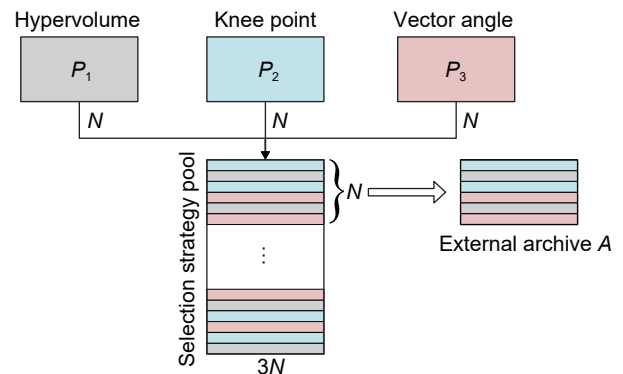 Hypervolume
Knee point
Vector angle
P1
P2
P3
N
N
N
Selection strategy pool
N
⋮
External archive A
3N